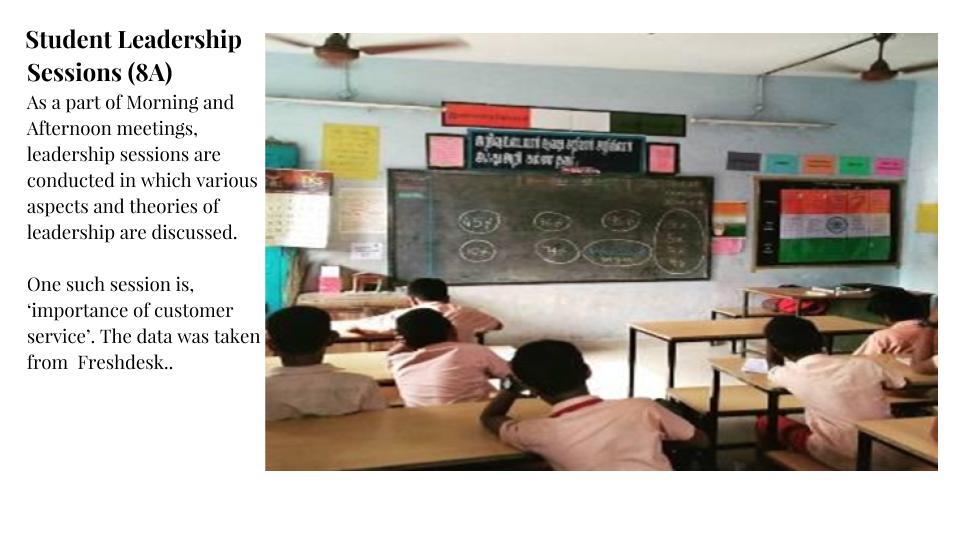 Student Leadership
Sessions (8A)
As a part of Morning and
Afternoon meetings,
leadership sessions are
conducted in which various
aspects and theories of
leadership are discussed.

One such session is,
‘importance of customer
service’. The data was taken
from  Freshdesk..